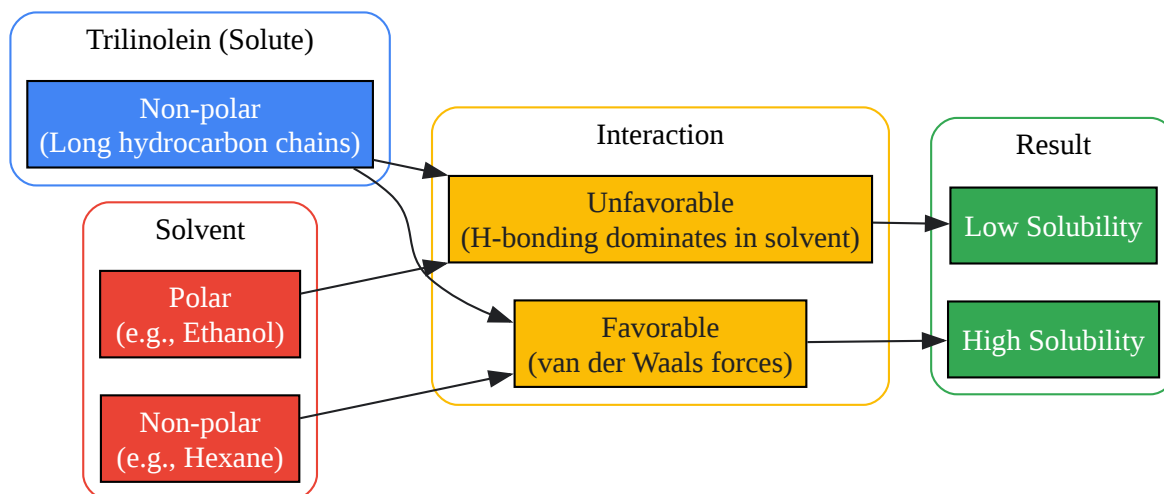 Trilinolein (Solute)
Non-polar
(Long hydrocarbon chains)
Solvent
Polar
(e.g., Ethanol)
Non-polar
(e.g., Hexane)
Interaction
Unfavorable
(H-bonding dominates in solvent)
Favorable
(van der Waals forces)
Result
Low Solubility
High Solubility